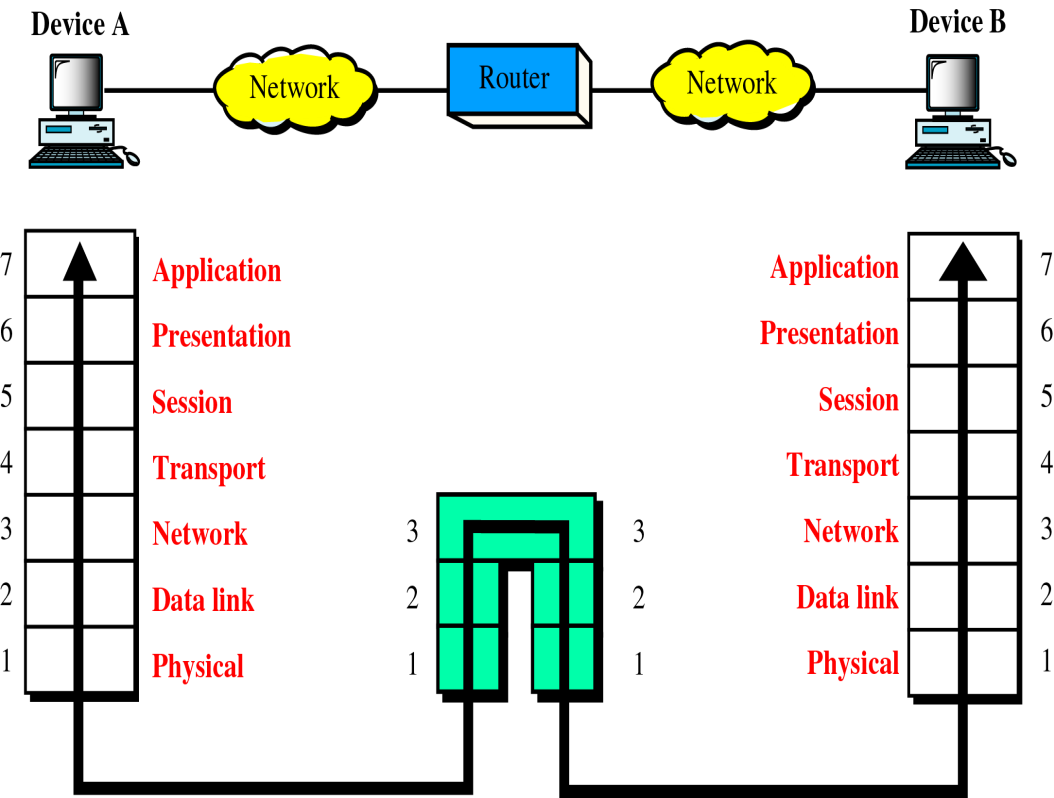 Device A
Device B
Network
Router
Network
7 Application Application 7
6 Presentation Presentation 6
5 Session Session 5
4 Transport Transport 4
3 Network 3 3 Network 3
2 Data link 2 2 Data link 2
1 Physical 1 1 Physical 1